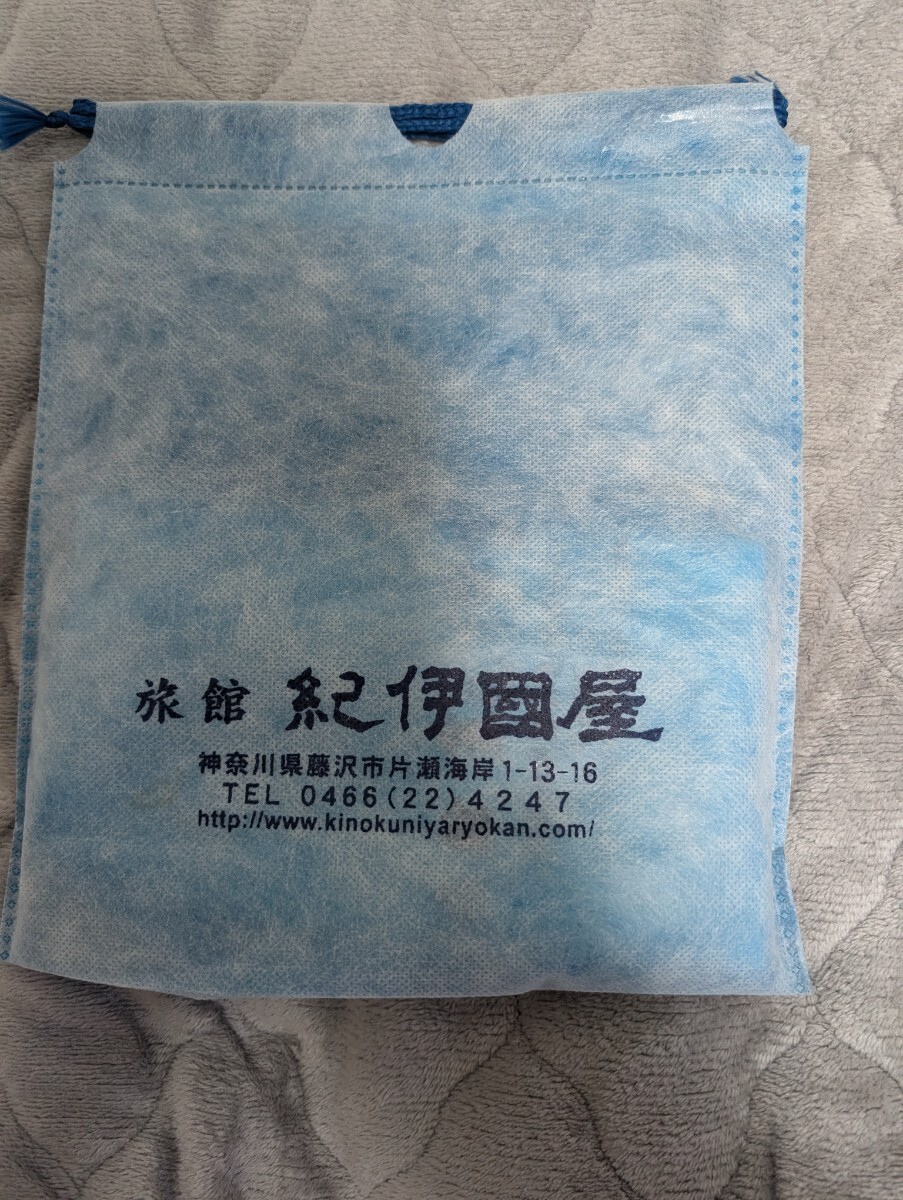 旅館 紀伊國屋
神奈川県藤沢市片瀬海岸1-13-16
TEL 0466(22)4247
http://www.kinokuniyaryokan.com/